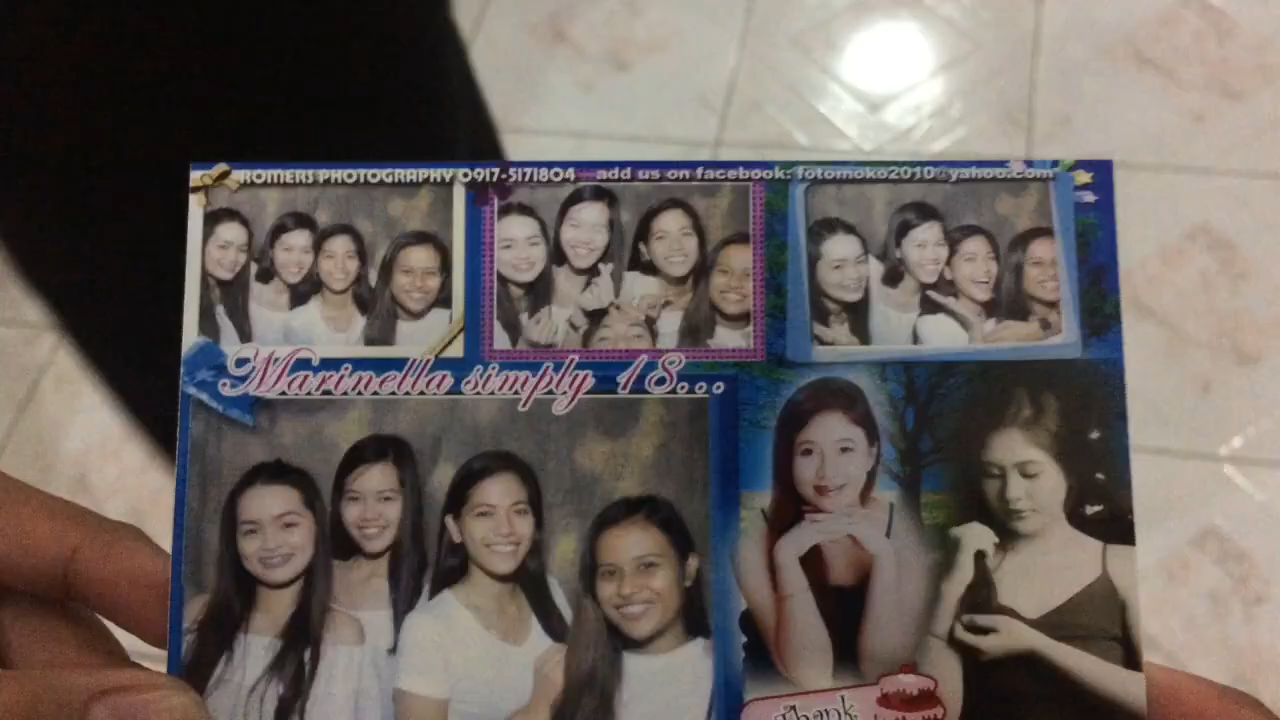 ROMERS PHOTOGRAPHY 0917-5171804 add us on facebook: fotomoko2010@yahoo.com
Marinella simply 18...
Thank